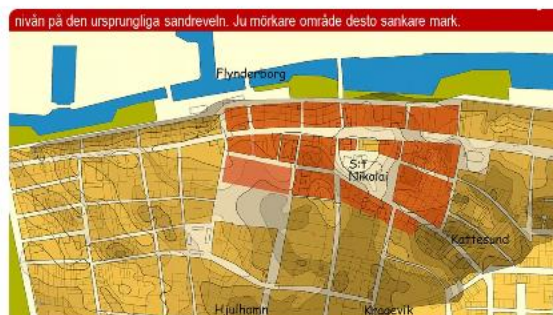 nivån på den ursprungliga sandreveln. Ju mörkare område desto sankare mark.
Flynderborg
S:t
Nikolai
Kattesund
Hjulhamn
Krogevik